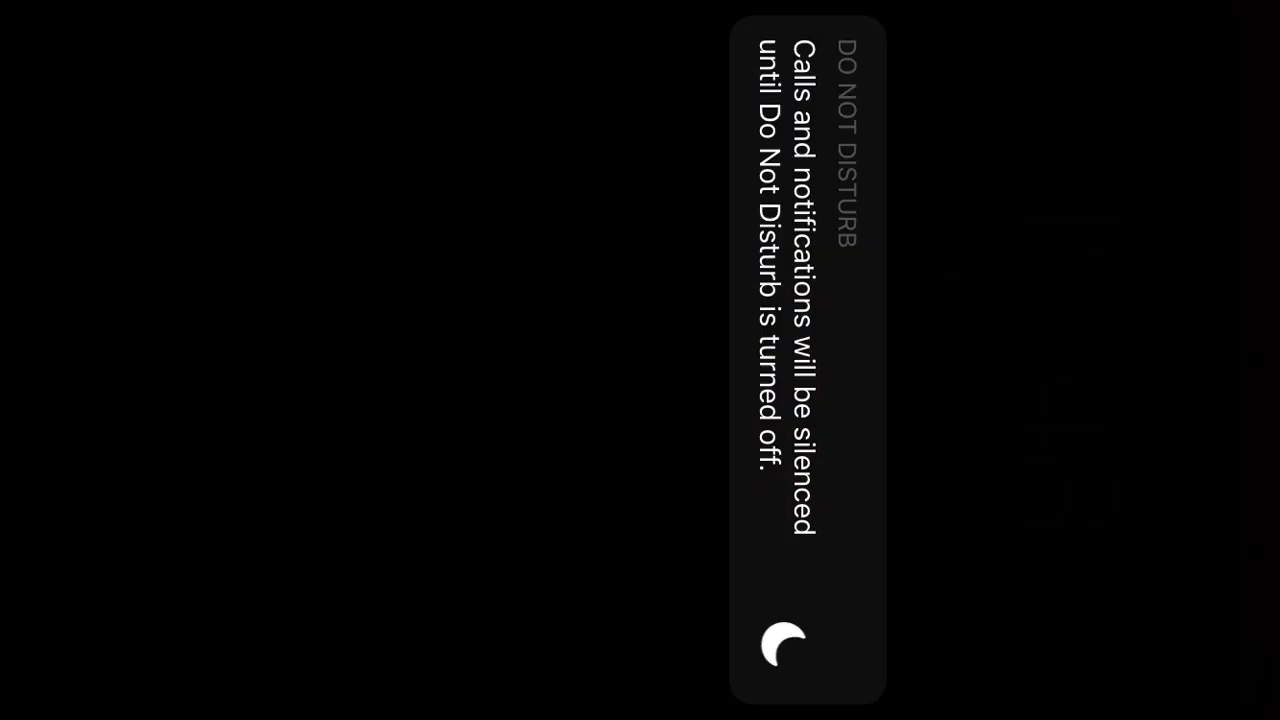 DO NOT DISTURB
Calls and notifications will be silenced
until Do Not Disturb is turned off.